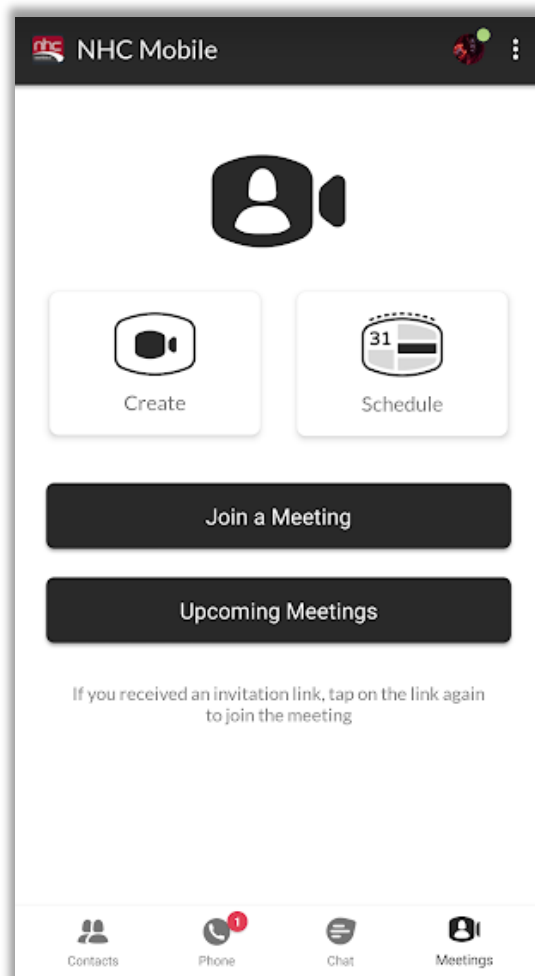 nhc
NHC Mobile
31
Create
Schedule
Join a Meeting
Upcoming Meetings
If you received an invitation link, tap on the link again
to join the meeting
1
Contacts
Phone
Chat
Meetings